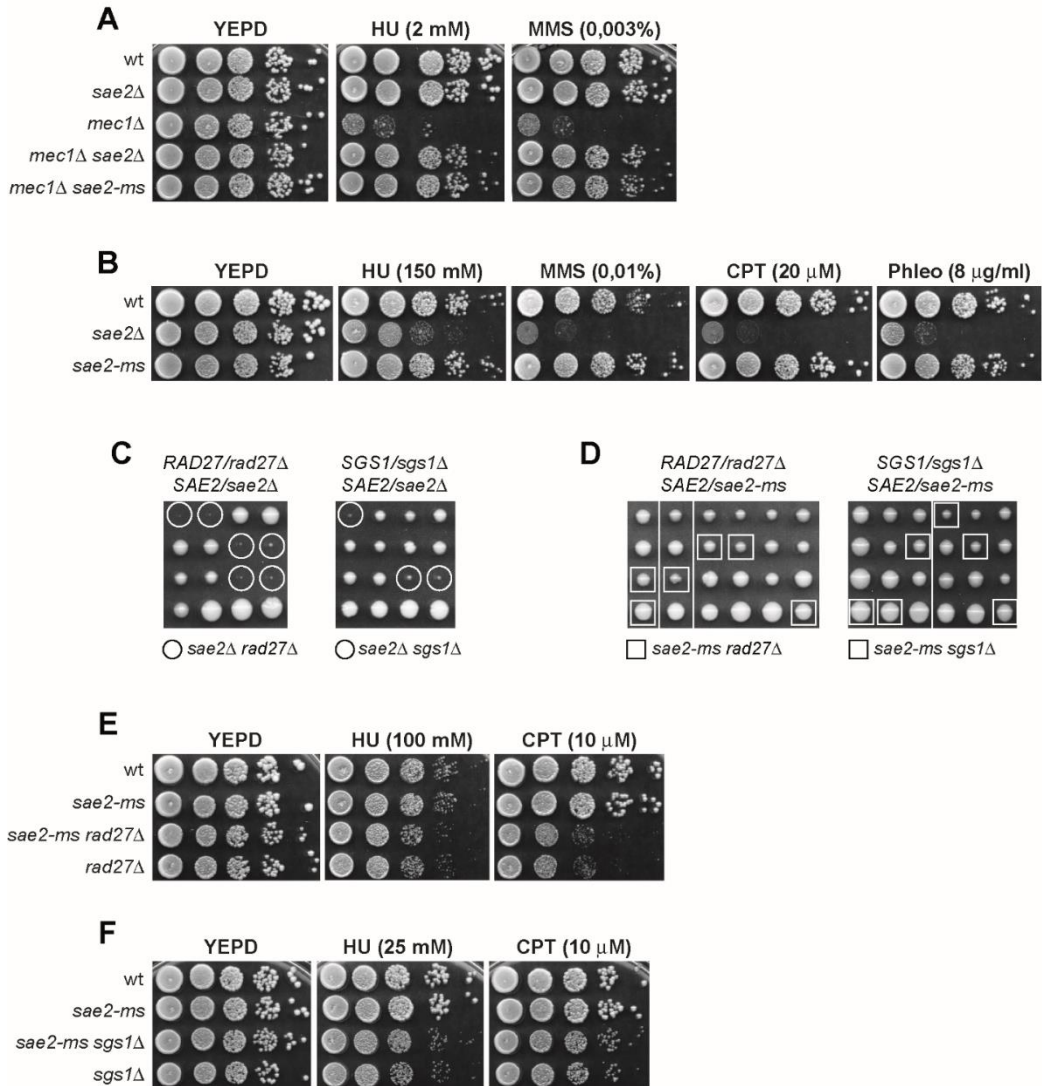 A
YEPD HU (2 mM) MMS (0,003%)
wt
sae2Δ
mec1Δ
mec1Δ sae2Δ
mec1Δ sae2-ms
B
YEPD HU (150 mM) MMS (0,01%) CPT (20 μM) Phleo (8 μg/ml)
wt
sae2Δ
sae2-ms
C
RAD27/rad27Δ
SAE2/sae2Δ
SGS1/sgs1Δ
SAE2/sae2Δ
sae2Δ rad27Δ
sae2Δ sgs1Δ
D
RAD27/rad27Δ
SAE2/sae2-ms
SGS1/sgs1Δ
SAE2/sae2-ms
sae2-ms rad27Δ
sae2-ms sgs1Δ
E
YEPD HU (100 mM) CPT (10 μM)
wt
sae2-ms
sae2-ms rad27Δ
rad27Δ
F
YEPD HU (25 mM) CPT (10 μM)
wt
sae2-ms
sae2-ms sgs1Δ
sgs1Δ